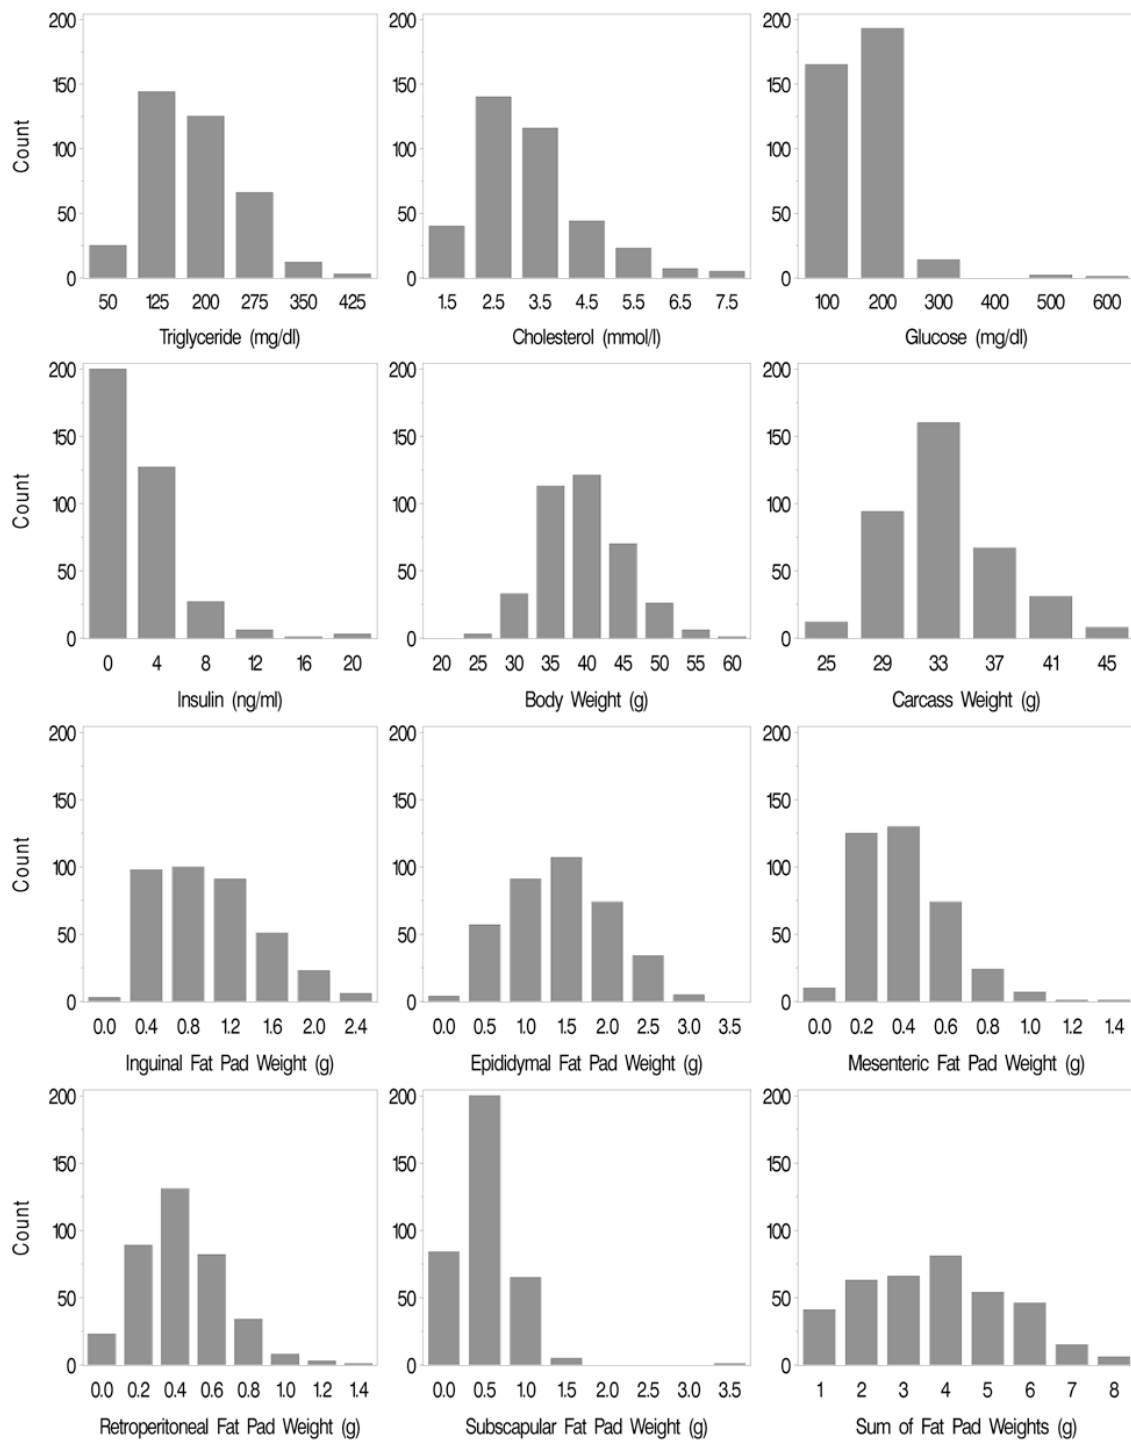 200
150
100
50
0
Count
50 125 200 275 350 425
Triglyceride (mg/dl)
200
150
100
50
0
1.5 2.5 3.5 4.5 5.5 6.5 7.5
Cholesterol (mmol/l)
200
150
100
50
0
100 200 300 400 500 600
Glucose (mg/dl)
200
150
100
50
0
Count
0 4 8 12 16 20
Insulin (ng/ml)
200
150
100
50
0
20 25 30 35 40 45 50 55 60
Body Weight (g)
200
150
100
50
0
25 29 33 37 41 45
Carcass Weight (g)
200
150
100
50
0
Count
0.0 0.4 0.8 1.2 1.6 2.0 2.4
Inguinal Fat Pad Weight (g)
200
150
100
50
0
0.0 0.5 1.0 1.5 2.0 2.5 3.0 3.5
Epididymal Fat Pad Weight (g)
200
150
100
50
0
0.0 0.2 0.4 0.6 0.8 1.0 1.2 1.4
Mesenteric Fat Pad Weight (g)
200
150
100
50
0
Count
0.0 0.2 0.4 0.6 0.8 1.0 1.2 1.4
Retroperitoneal Fat Pad Weight (g)
200
150
100
50
0
0.0 0.5 1.0 1.5 2.0 2.5 3.0 3.5
Subscapular Fat Pad Weight (g)
200
150
100
50
0
1 2 3 4 5 6 7 8
Sum of Fat Pad Weights (g)